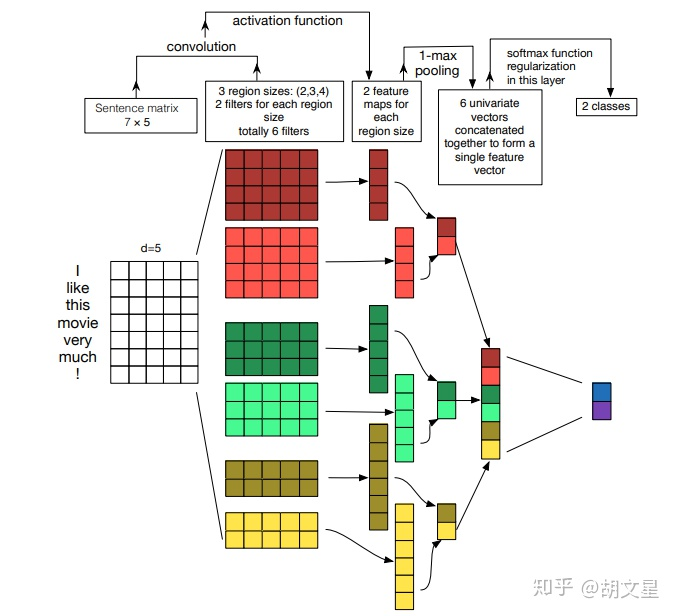 activation function
convolution
1-max
pooling
softmax function
regularization
in this layer
Sentence matrix
7 × 5
3 region sizes: (2,3,4)
2 filters for each region
size
totally 6 filters
2 feature
maps for
each
region size
6 univariate
vectors
concatenated
together to form a
single feature
vector
2 classes
d=5
I
like
this
movie
very
much
!
知乎 @胡文星